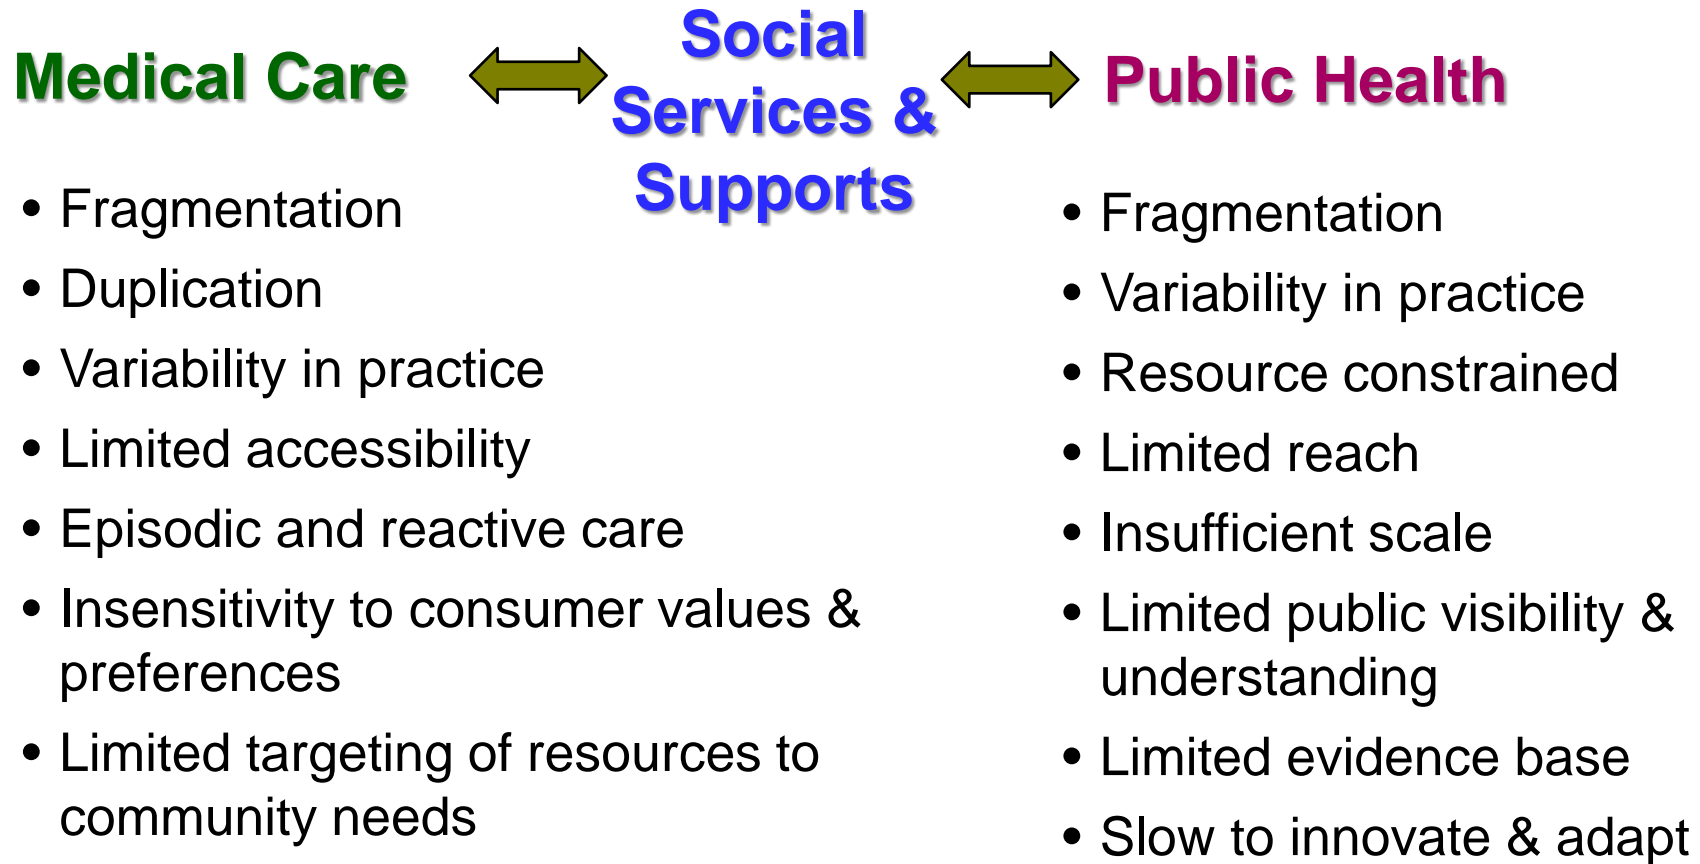 Medical Care
Social
Services &
Supports
Public Health
• Fragmentation
• Duplication
• Variability in practice
• Limited accessibility
• Episodic and reactive care
• Insensitivity to consumer values &
preferences
• Limited targeting of resources to
community needs
• Fragmentation
• Variability in practice
• Resource constrained
• Limited reach
• Insufficient scale
• Limited public visibility &
understanding
• Limited evidence base
• Slow to innovate & adapt